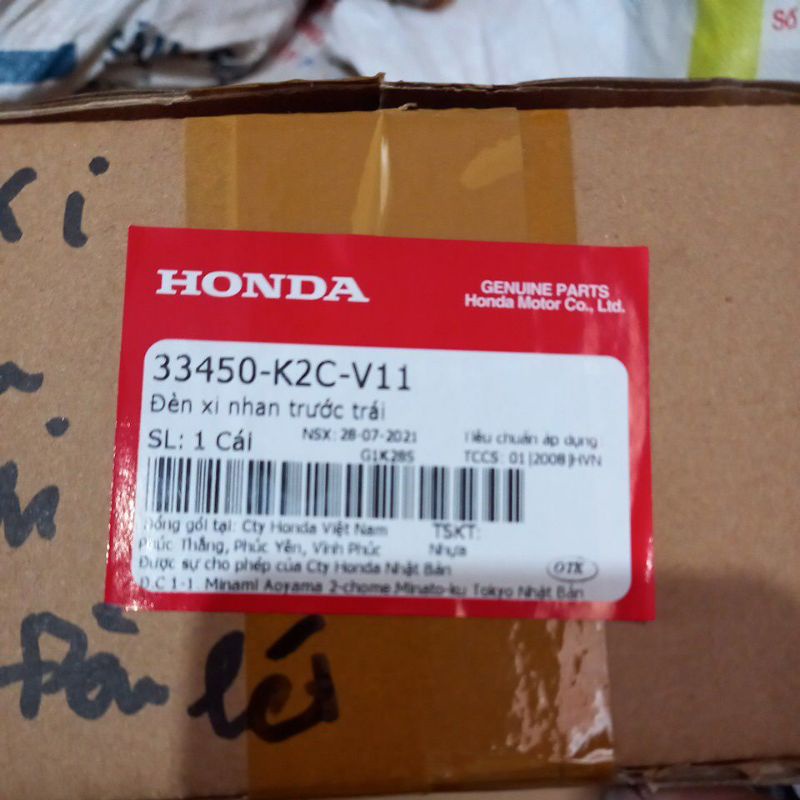 Số
xi
HONDA
GENUINE PARTS
Honda Motor Co., Ltd.
33450-K2C-V11
Đèn xi nhan trước trái
SL: 1 Cái
NSX: 28-07-2021
G1K28S
Tiêu chuẩn áp dụng
TCCS: 01|2008|HVN
Đóng gói tại: Cty Honda Việt Nam
Phúc Thắng, Phúc Yên, Vĩnh Phúc
Được sự cho phép của Cty Honda Nhật Bản
Đ.C 1-1. Minami Aoyama 2-chome Minato-ku Tokyo Nhật Bản
TSKT:
Nhựa
OTK